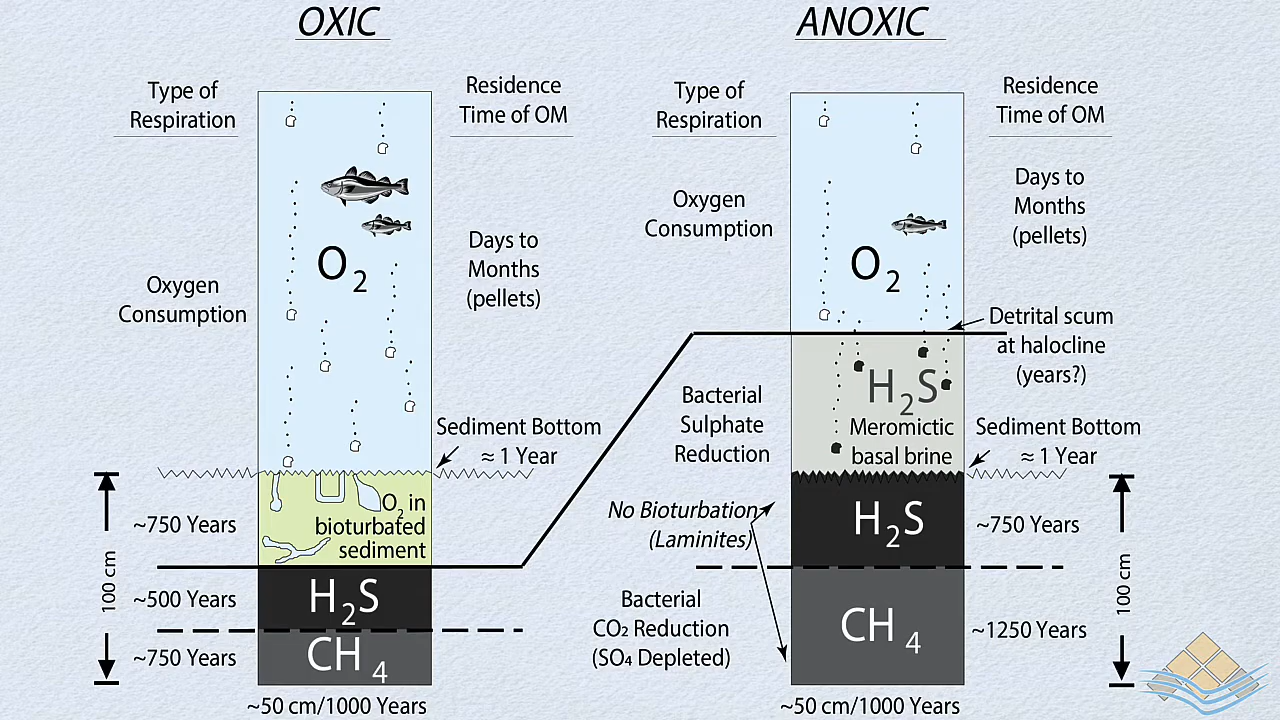 OXIC
Type of
Respiration
Residence
Time of OM
O2
Oxygen
Consumption
Days to
Months
(pellets)
Sediment Bottom
≈ 1 Year
O2 in
bioturbated
sediment
~750 Years
100 cm
~500 Years
H2S
~750 Years
CH4
~50 cm/1000 Years
ANOXIC
Type of
Respiration
Residence
Time of OM
Oxygen
Consumption
Days to
Months
(pellets)
O2
Detrital scum
at halocline
(years?)
H2S
Bacterial
Sulphate
Reduction
Meromictic
basal brine
Sediment Bottom
≈ 1 Year
No Bioturbation
(Laminites)
H2S
~750 Years
100 cm
Bacterial
CO2 Reduction
(SO4 Depleted)
CH4
~1250 Years
~50 cm/1000 Years